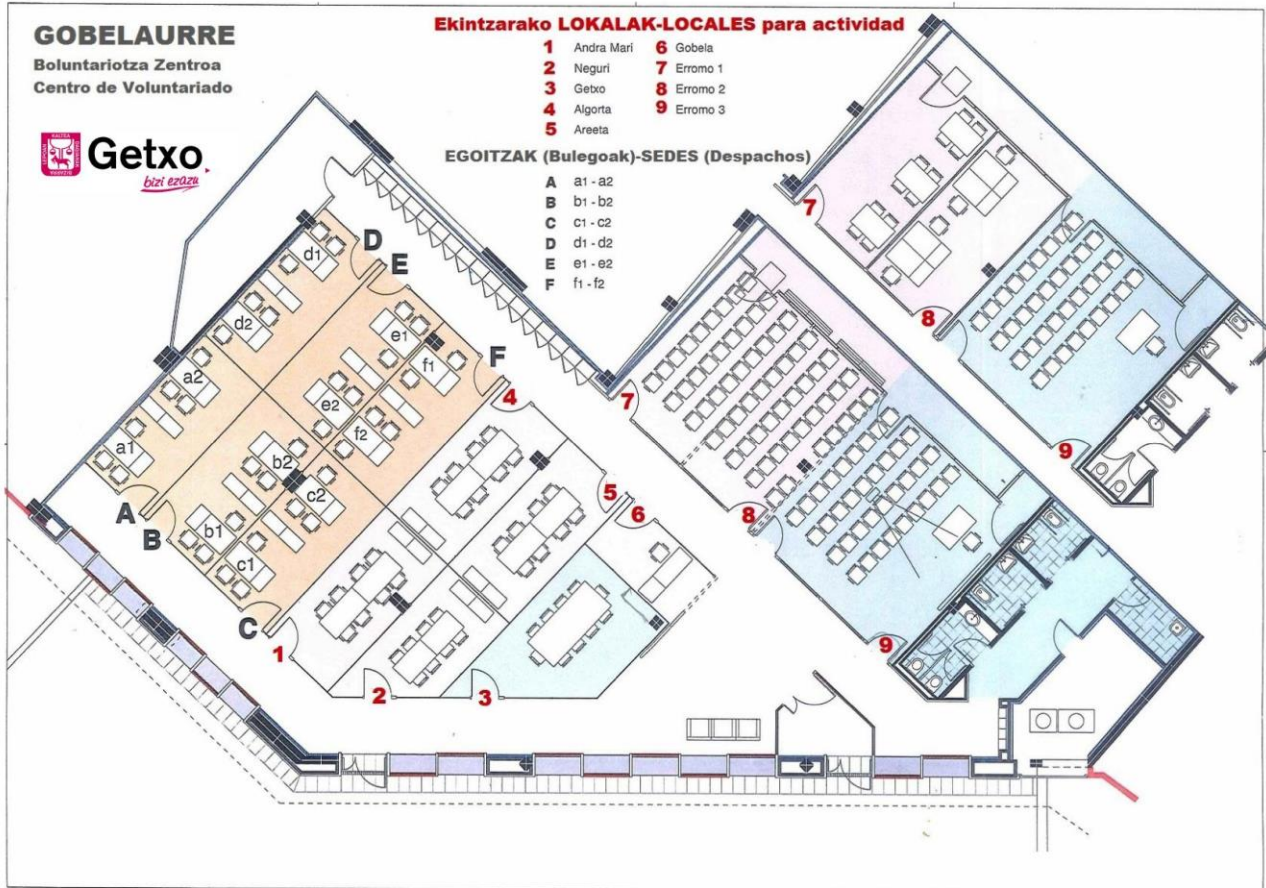 GOBELAURRE
Boluntariotza Zentroa
Centro de Voluntariado
Getxo
bizi ezazu
Ekintzarako LOKALAK-LOCALES para actividad
1 Andra Mari 6 Gobela
2 Neguri 7 Erromo 1
3 Getxo 8 Erromo 2
4 Algorta 9 Erromo 3
5 Areeta
EGOITZAK (Bulegoak)-SEDES (Despachos)
A a1 - a2
B b1 - b2
C c1 - c2
D d1 - d2
E e1 - e2
F f1 - f2
7
8
9
D
E
d1
d2
e1
F
f1
a2
4
7
e2
a1
f2
b2
5
8
6
c2
A
b1
B
c1
C
1
9
2
3